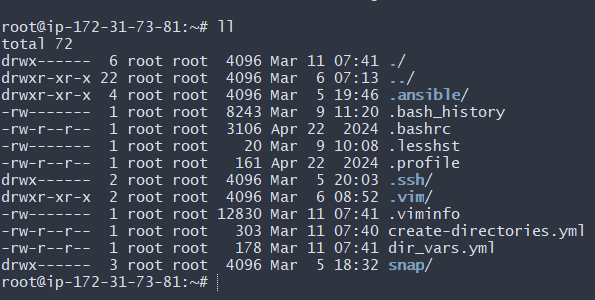 root@ip-172-31-73-81:~# ll
total 72
drwx------  6 root root  4096 Mar 11 07:41 ./
drwxr-xr-x 22 root root  4096 Mar  6 07:13 ../
drwxr-xr-x  4 root root  4096 Mar  5 19:46 .ansible/
-rw-------  1 root root  8243 Mar  9 11:20 .bash_history
-rw-r--r--  1 root root  3106 Apr 22  2024 .bashrc
-rw-------  1 root root    20 Mar  9 10:08 .lesshst
-rw-r--r--  1 root root   161 Apr 22  2024 .profile
drwx------  2 root root  4096 Mar  5 20:03 .ssh/
drwxr-xr-x  2 root root  4096 Mar  6 08:52 .vim/
-rw-------  1 root root 12830 Mar 11 07:41 .viminfo
-rw-r--r--  1 root root   303 Mar 11 07:40 create-directories.yml
-rw-r--r--  1 root root   178 Mar 11 07:41 dir_vars.yml
drwx------  3 root root  4096 Mar  5 18:32 snap/
root@ip-172-31-73-81:~#